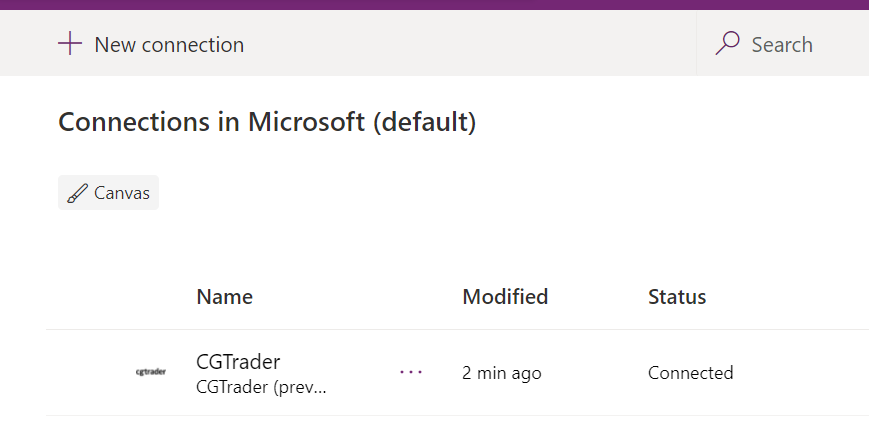 New connection
Search
Connections in Microsoft (default)
Canvas
Name Modified Status
cgtrader CGTrader ... 2 min ago Connected
CGTrader (prev...